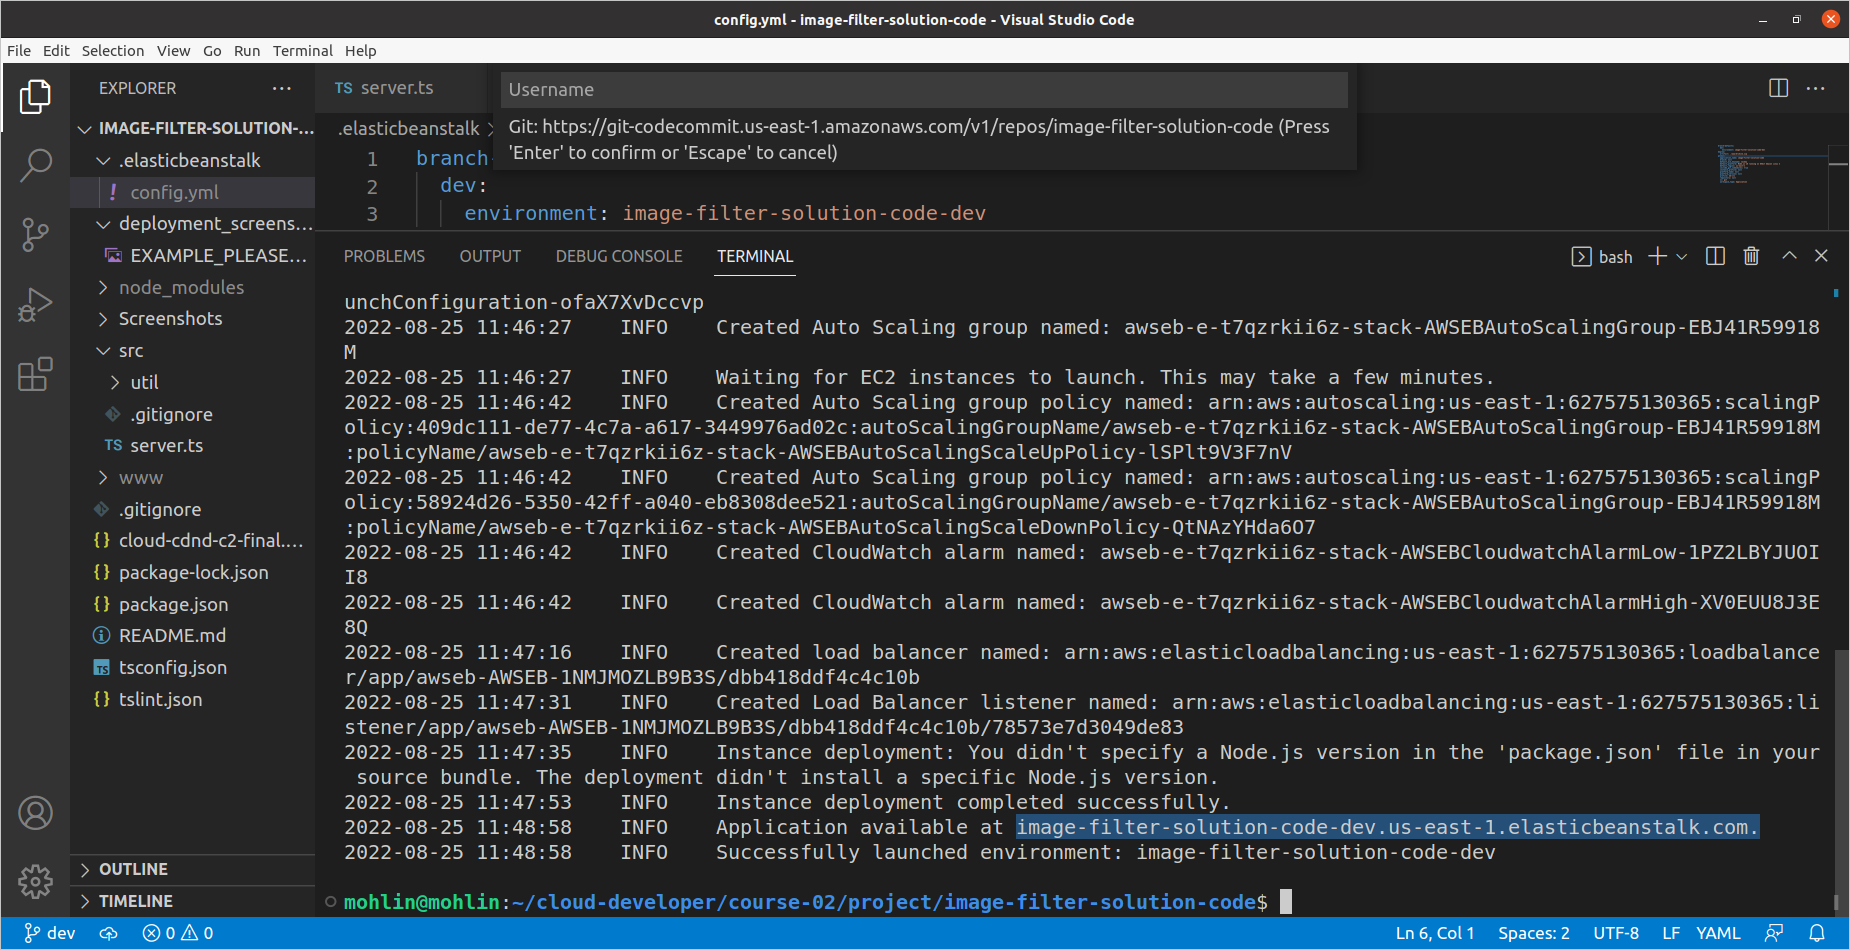 config.yml - image-filter-solution-code - Visual Studio Code
File Edit Selection View Go Run Terminal Help
EXPLORER
IMAGE-FILTER-SOLUTION-...
.elasticbeanstalk
config.yml
deployment_screens...
EXAMPLE_PLEASE...
node_modules
Screenshots
src
util
.gitignore
TS server.ts
www
.gitignore
cloud-cdnd-c2-final....
package-lock.json
package.json
README.md
tsconfig.json
tslint.json
OUTLINE
TIMELINE
TS server.ts
Username
Git: https://git-codecommit.us-east-1.amazonaws.com/v1/repos/image-filter-solution-code (Press
'Enter' to confirm or 'Escape' to cancel)
.elasticbeanstalk
1 branch-
2 dev:
3 environment: image-filter-solution-code-dev
PROBLEMS OUTPUT DEBUG CONSOLE TERMINAL
bash
unchConfiguration-ofaX7XvDccvp
2022-08-25 11:46:27 INFO Created Auto Scaling group named: awseb-e-t7qzrkii6z-stack-AWSEBAutoScalingGroup-EBJ41R59918
M
2022-08-25 11:46:27 INFO Waiting for EC2 instances to launch. This may take a few minutes.
2022-08-25 11:46:42 INFO Created Auto Scaling group policy named: arn:aws:autoscaling:us-east-1:627575130365:scalingP
olicy:409dc111-de77-4c7a-a617-3449976ad02c:autoScalingGroupName/awseb-e-t7qzrkii6z-stack-AWSEBAutoScalingGroup-EBJ41R59918M
:policyName/awseb-e-t7qzrkii6z-stack-AWSEBAutoScalingScaleUpPolicy-lSPlt9V3F7nV
2022-08-25 11:46:42 INFO Created Auto Scaling group policy named: arn:aws:autoscaling:us-east-1:627575130365:scalingP
olicy:58924d26-5350-42ff-a040-eb8308dee521:autoScalingGroupName/awseb-e-t7qzrkii6z-stack-AWSEBAutoScalingGroup-EBJ41R59918M
:policyName/awseb-e-t7qzrkii6z-stack-AWSEBAutoScalingScaleDownPolicy-QtNAzYHda6O7
2022-08-25 11:46:42 INFO Created CloudWatch alarm named: awseb-e-t7qzrkii6z-stack-AWSEBCloudwatchAlarmLow-1PZ2LBYJUOI
I8
2022-08-25 11:46:42 INFO Created CloudWatch alarm named: awseb-e-t7qzrkii6z-stack-AWSEBCloudwatchAlarmHigh-XV0EUU8J3E
8Q
2022-08-25 11:47:16 INFO Created load balancer named: arn:aws:elasticloadbalancing:us-east-1:627575130365:loadbalance
r/app/awseb-AWSEB-1NMJMOZLB9B3S/dbb418ddf4c4c10b
2022-08-25 11:47:31 INFO Created Load Balancer listener named: arn:aws:elasticloadbalancing:us-east-1:627575130365:li
stener/app/awseb-AWSEB-1NMJMOZLB9B3S/dbb418ddf4c4c10b/78573e7d3049de83
2022-08-25 11:47:35 INFO Instance deployment: You didn't specify a Node.js version in the 'package.json' file in your
source bundle. The deployment didn't install a specific Node.js version.
2022-08-25 11:47:53 INFO Instance deployment completed successfully.
2022-08-25 11:48:58 INFO Application available at image-filter-solution-code-dev.us-east-1.elasticbeanstalk.com.
2022-08-25 11:48:58 INFO Successfully launched environment: image-filter-solution-code-dev
mohlin@mohlin:~/cloud-developer/course-02/project/image-filter-solution-code$
dev 0 0 Ln 6, Col 1 Spaces: 2 UTF-8 LF YAML